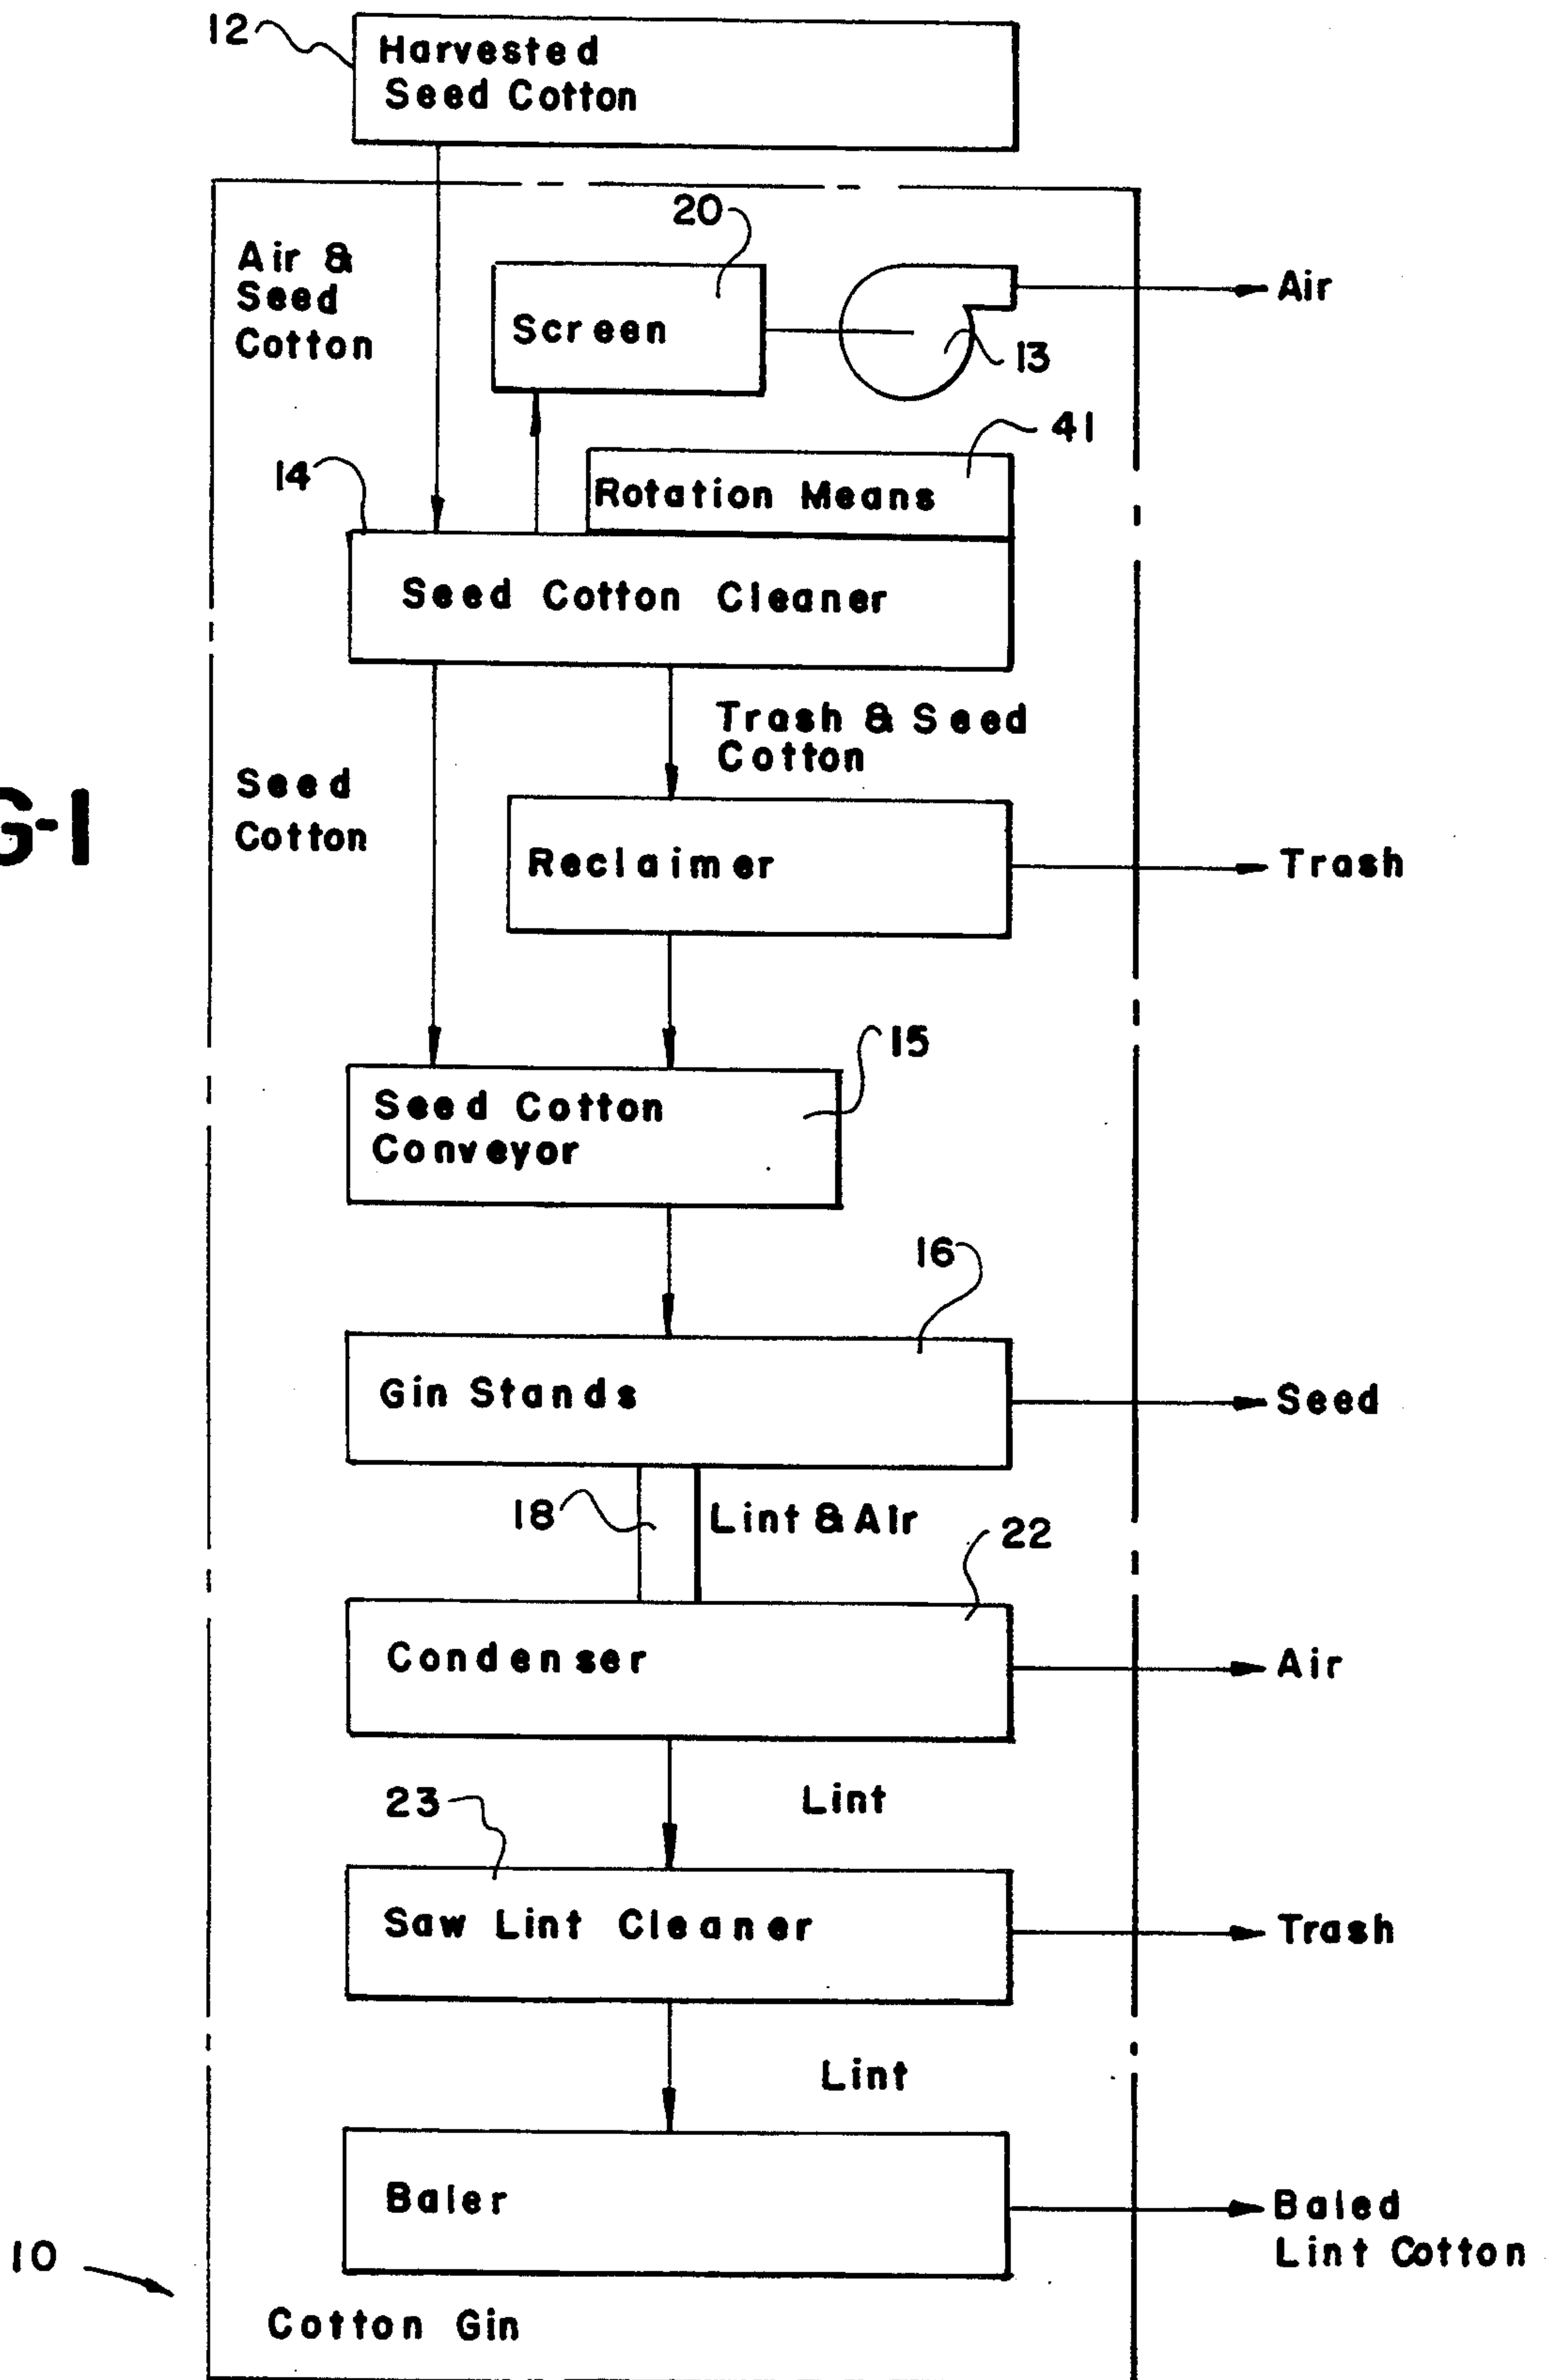 12
Harvested
Seed Cotton
20
Air &
Seed
Cotton
Screen
Air
13
41
14
Rotation Means
Seed Cotton Cleaner
Trash & Seed
Cotton
Seed
Cotton
G-1
Reclaimer
Trash
15
Seed Cotton
Conveyor
16
Gin Stands
Seed
18
Lint & Air
22
Condenser
Air
23
Lint
Saw Lint Cleaner
Trash
Lint
Baler
Baled
Lint Cotton
10
Cotton Gin